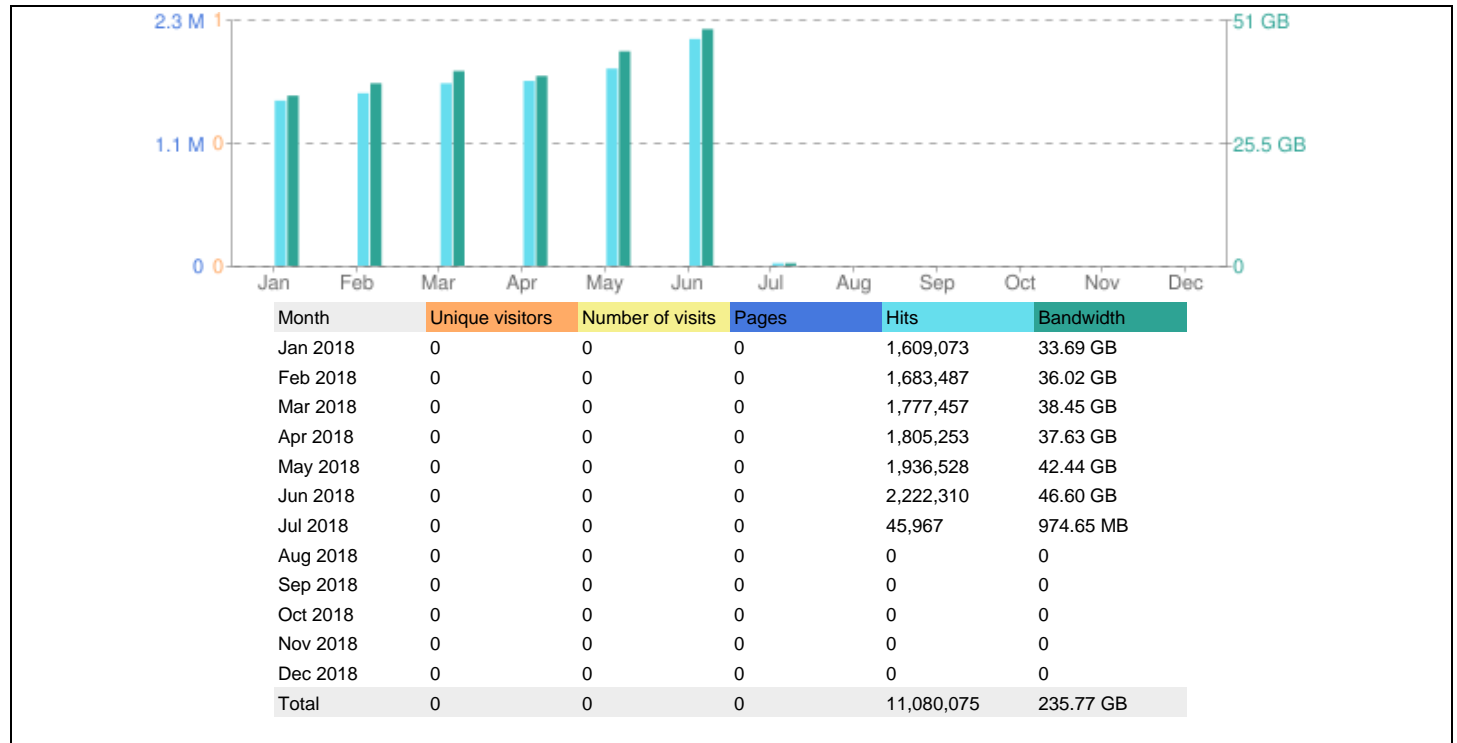 2.3 M 1 51 GB
1.1 M 0 25.5 GB
0 0 0
Jan Feb Mar Apr May Jun Jul Aug Sep Oct Nov Dec
Month Unique visitors Number of visits Pages Hits Bandwidth
Jan 2018 0 0 0 1,609,073 33.69 GB
Feb 2018 0 0 0 1,683,487 36.02 GB
Mar 2018 0 0 0 1,777,457 38.45 GB
Apr 2018 0 0 0 1,805,253 37.63 GB
May 2018 0 0 0 1,936,528 42.44 GB
Jun 2018 0 0 0 2,222,310 46.60 GB
Jul 2018 0 0 0 45,967 974.65 MB
Aug 2018 0 0 0 0 0
Sep 2018 0 0 0 0 0
Oct 2018 0 0 0 0 0
Nov 2018 0 0 0 0 0
Dec 2018 0 0 0 0 0
Total 0 0 0 11,080,075 235.77 GB